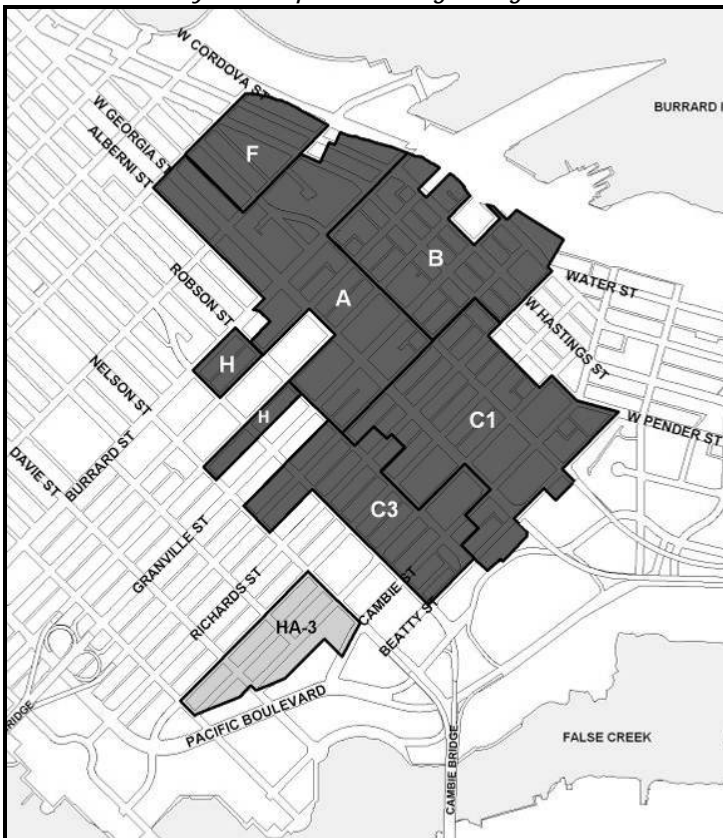 W CORDOVA ST
BURRARD
W GEORGIA ST
ALBERNI ST
F
B
WATER ST
ROBSON ST
A
W HASTINGS ST
H
NELSON ST
H
C1
W PENDER ST
BURRARD ST
DAVIE ST
C3
GRANVILLE ST
RICHARDS ST
CAMBIE ST
BEATTY ST
HA-3
PACIFIC BOULEVARD
FALSE CREEK
CAMBIE BRIDGE